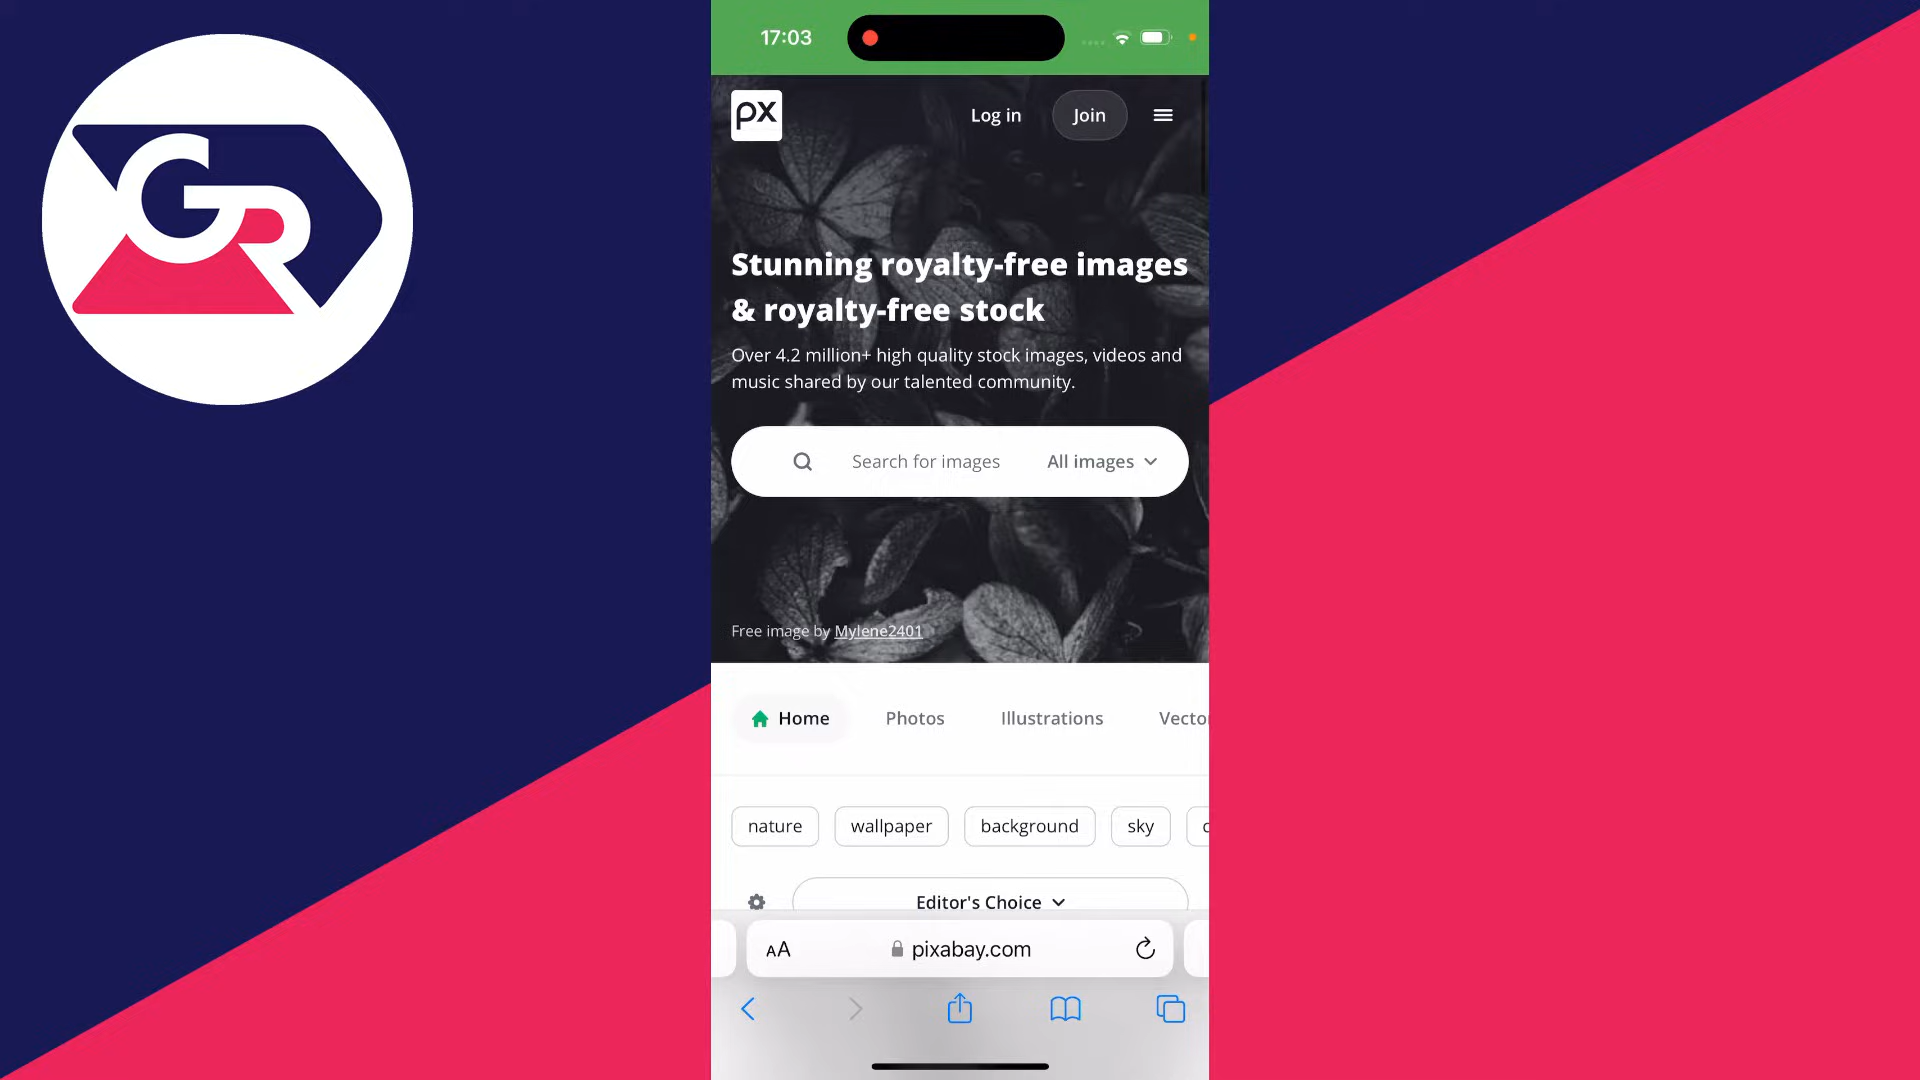 GR
17:03
px
Log in
Join
Stunning royalty-free images
& royalty-free stock
Over 4.2 million+ high quality stock images, videos and
music shared by our talented community.
Search for images
All images
Free image by Mylene2401
Home
Photos
Illustrations
Vecto
nature
wallpaper
background
sky
Editor's Choice
AA
pixabay.com